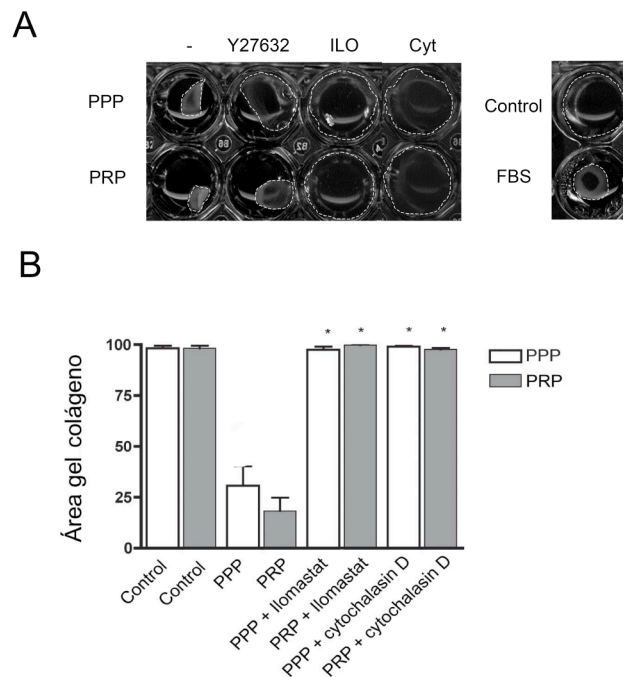 A
- Y27632 ILO Cyt
PPP
PRP
Control
FBS
B
* * * *
100
75
50
25
0
Área gel colágeno
PPP
PRP
Control
Control
PPP
PRP
PPP + Ilomastat
PRP + Ilomastat
PPP + cytochalasin D
PRP + cytochalasin D